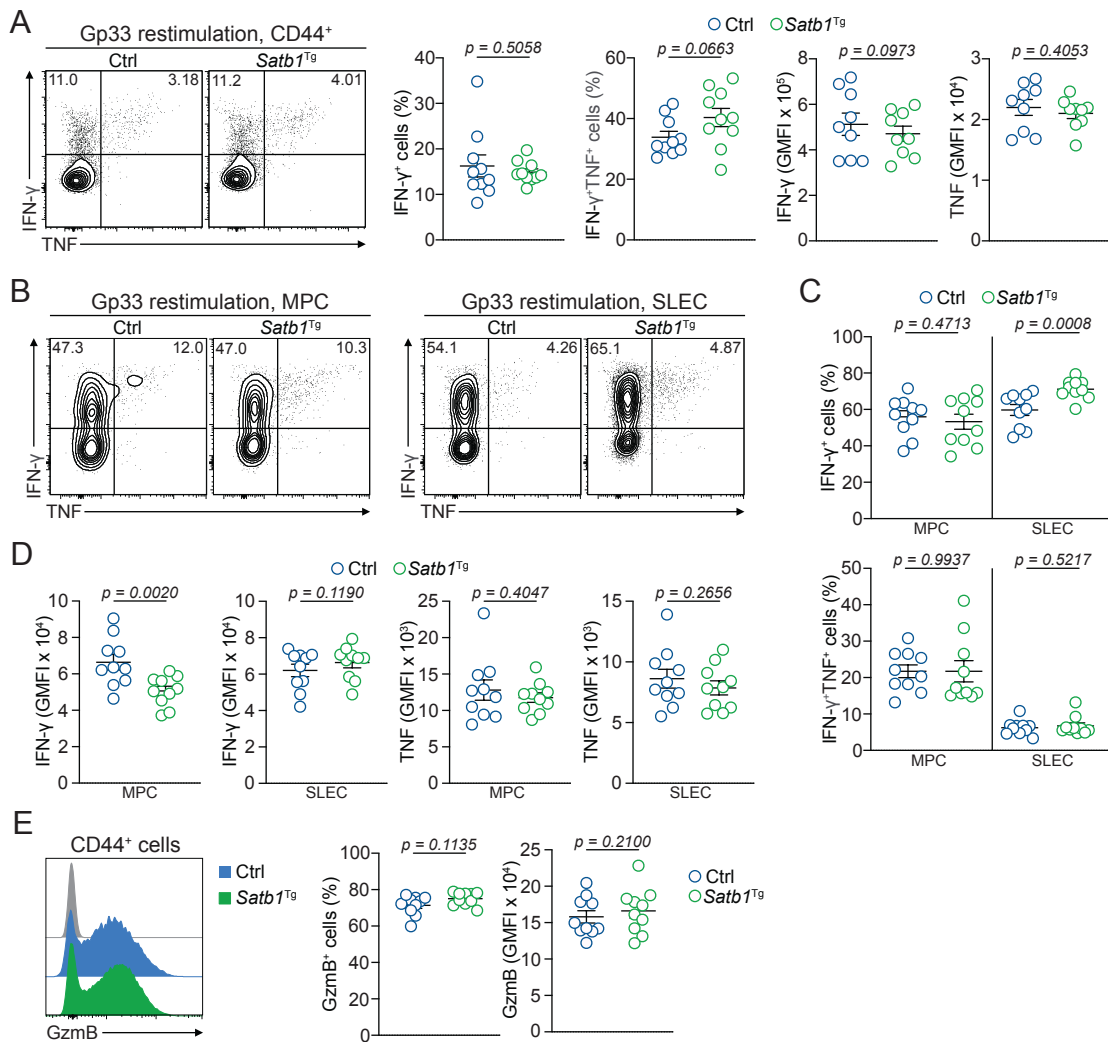 A
Gp33 restimulation, CD44⁺
Ctrl
Satb1ᵀᵍ
11.0
3.18
11.2
4.01
IFN-γ
TNF
Ctrl
Satb1ᵀᵍ
p = 0.5058
IFN-γ⁺ cells (%)
40
30
20
10
0
p = 0.0663
IFN-γ⁺TNF⁺ cells (%)
60
40
20
0
p = 0.0973
IFN-γ (GMFI x 10⁵)
8
6
4
2
0
p = 0.4053
TNF (GMFI x 10⁴)
3
2
1
0
B
Gp33 restimulation, MPC
Ctrl
Satb1ᵀᵍ
47.3
12.0
47.0
10.3
IFN-γ
TNF
Gp33 restimulation, SLEC
Ctrl
Satb1ᵀᵍ
54.1
4.26
65.1
4.87
IFN-γ
TNF
C
Ctrl
Satb1ᵀᵍ
p = 0.4713
p = 0.0008
IFN-γ⁺ cells (%)
100
80
60
40
20
0
MPC
SLEC
p = 0.9937
p = 0.5217
IFN-γ⁺TNF⁺ cells (%)
50
40
30
20
10
0
MPC
SLEC
D
Ctrl
Satb1ᵀᵍ
p = 0.0020
IFN-γ (GMFI x 10⁴)
10
8
6
4
2
0
MPC
p = 0.1190
IFN-γ (GMFI x 10⁴)
10
8
6
4
2
0
SLEC
p = 0.4047
TNF (GMFI x 10³)
25
20
15
10
5
0
MPC
p = 0.2656
TNF (GMFI x 10³)
15
10
5
0
SLEC
E
CD44⁺ cells
Ctrl
Satb1ᵀᵍ
GzmB
p = 0.1135
GzmB⁺ cells (%)
100
80
60
80
20
0
p = 0.2100
GzmB (GMFI x 10⁴)
25
20
15
10
5
0
Ctrl
Satb1ᵀᵍ